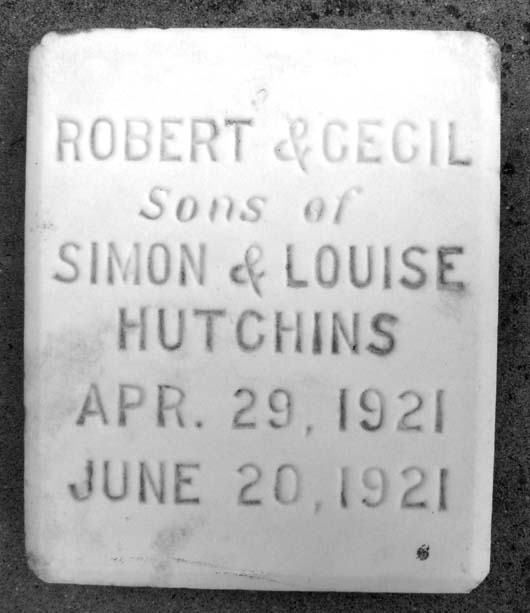 ROBERT & CECIL
Sons of
SIMON & LOUISE
HUTCHINS
APR. 29, 1921
JUNE 20, 1921